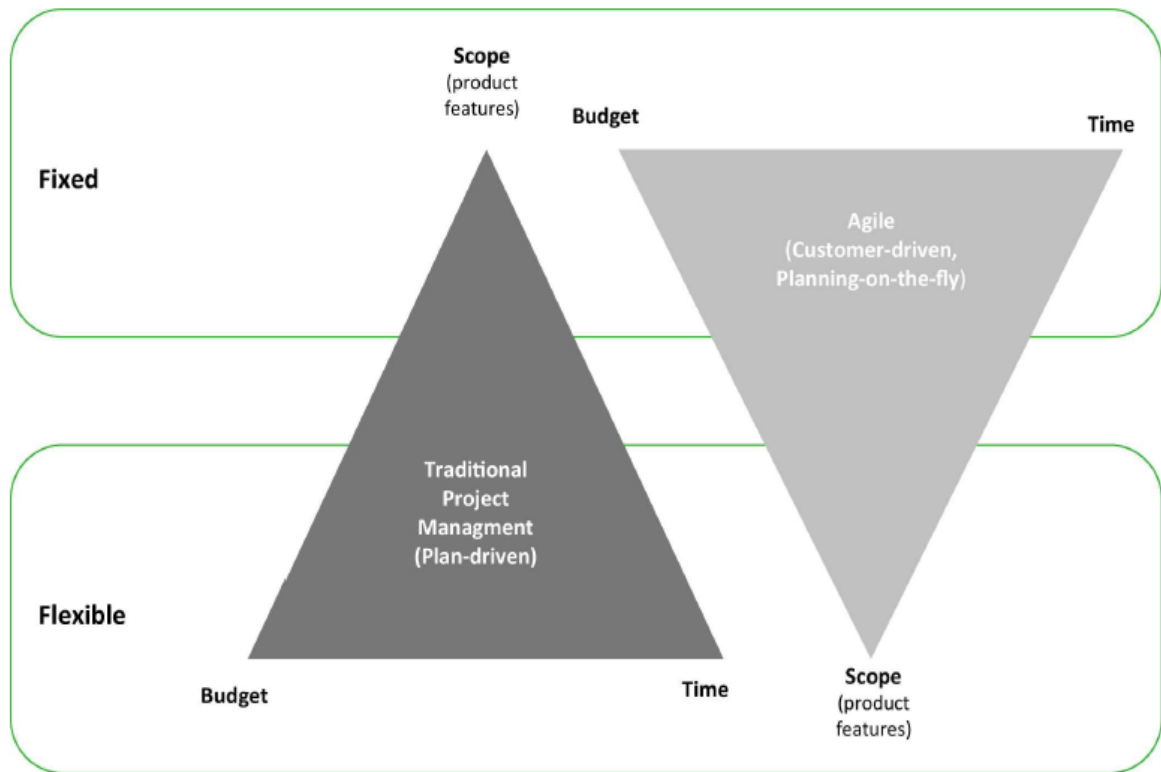 Scope
(product
features)
Budget
Time
Fixed
Agile
(Customer-driven,
Planning-on-the-fly)
Traditional
Project
Managment
(Plan-driven)
Flexible
Budget
Time
Scope
(product
features)